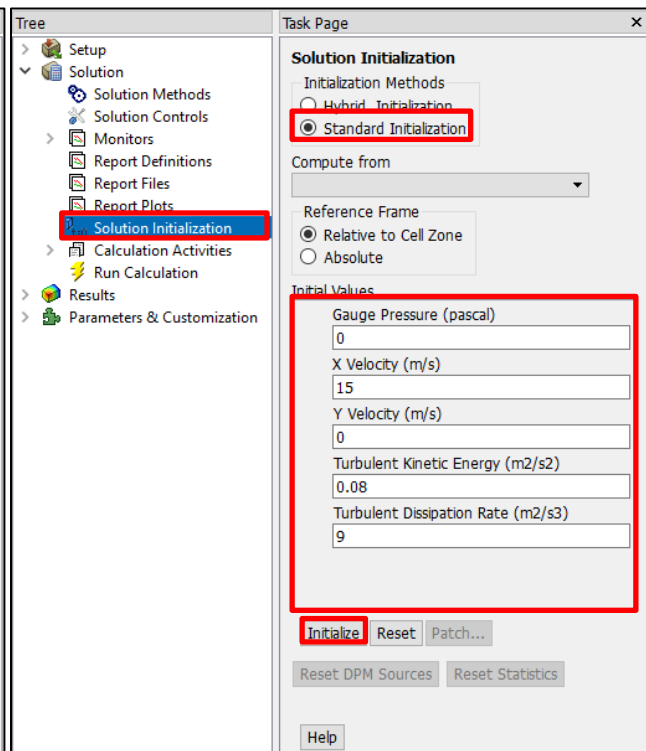 Tree
Setup
Solution
Solution Methods
Solution Controls
Monitors
Report Definitions
Report Files
Report Plots
Solution Initialization
Calculation Activities
Run Calculation
Results
Parameters & Customization
Task Page
Solution Initialization
Initialization Methods
Hybrid Initialization
Standard Initialization
Compute from
Reference Frame
Relative to Cell Zone
Absolute
Initial Values
Gauge Pressure (pascal)
0
X Velocity (m/s)
15
Y Velocity (m/s)
0
Turbulent Kinetic Energy (m2/s2)
0.08
Turbulent Dissipation Rate (m2/s3)
9
Initialize Reset Patch...
Reset DPM Sources Reset Statistics
Help